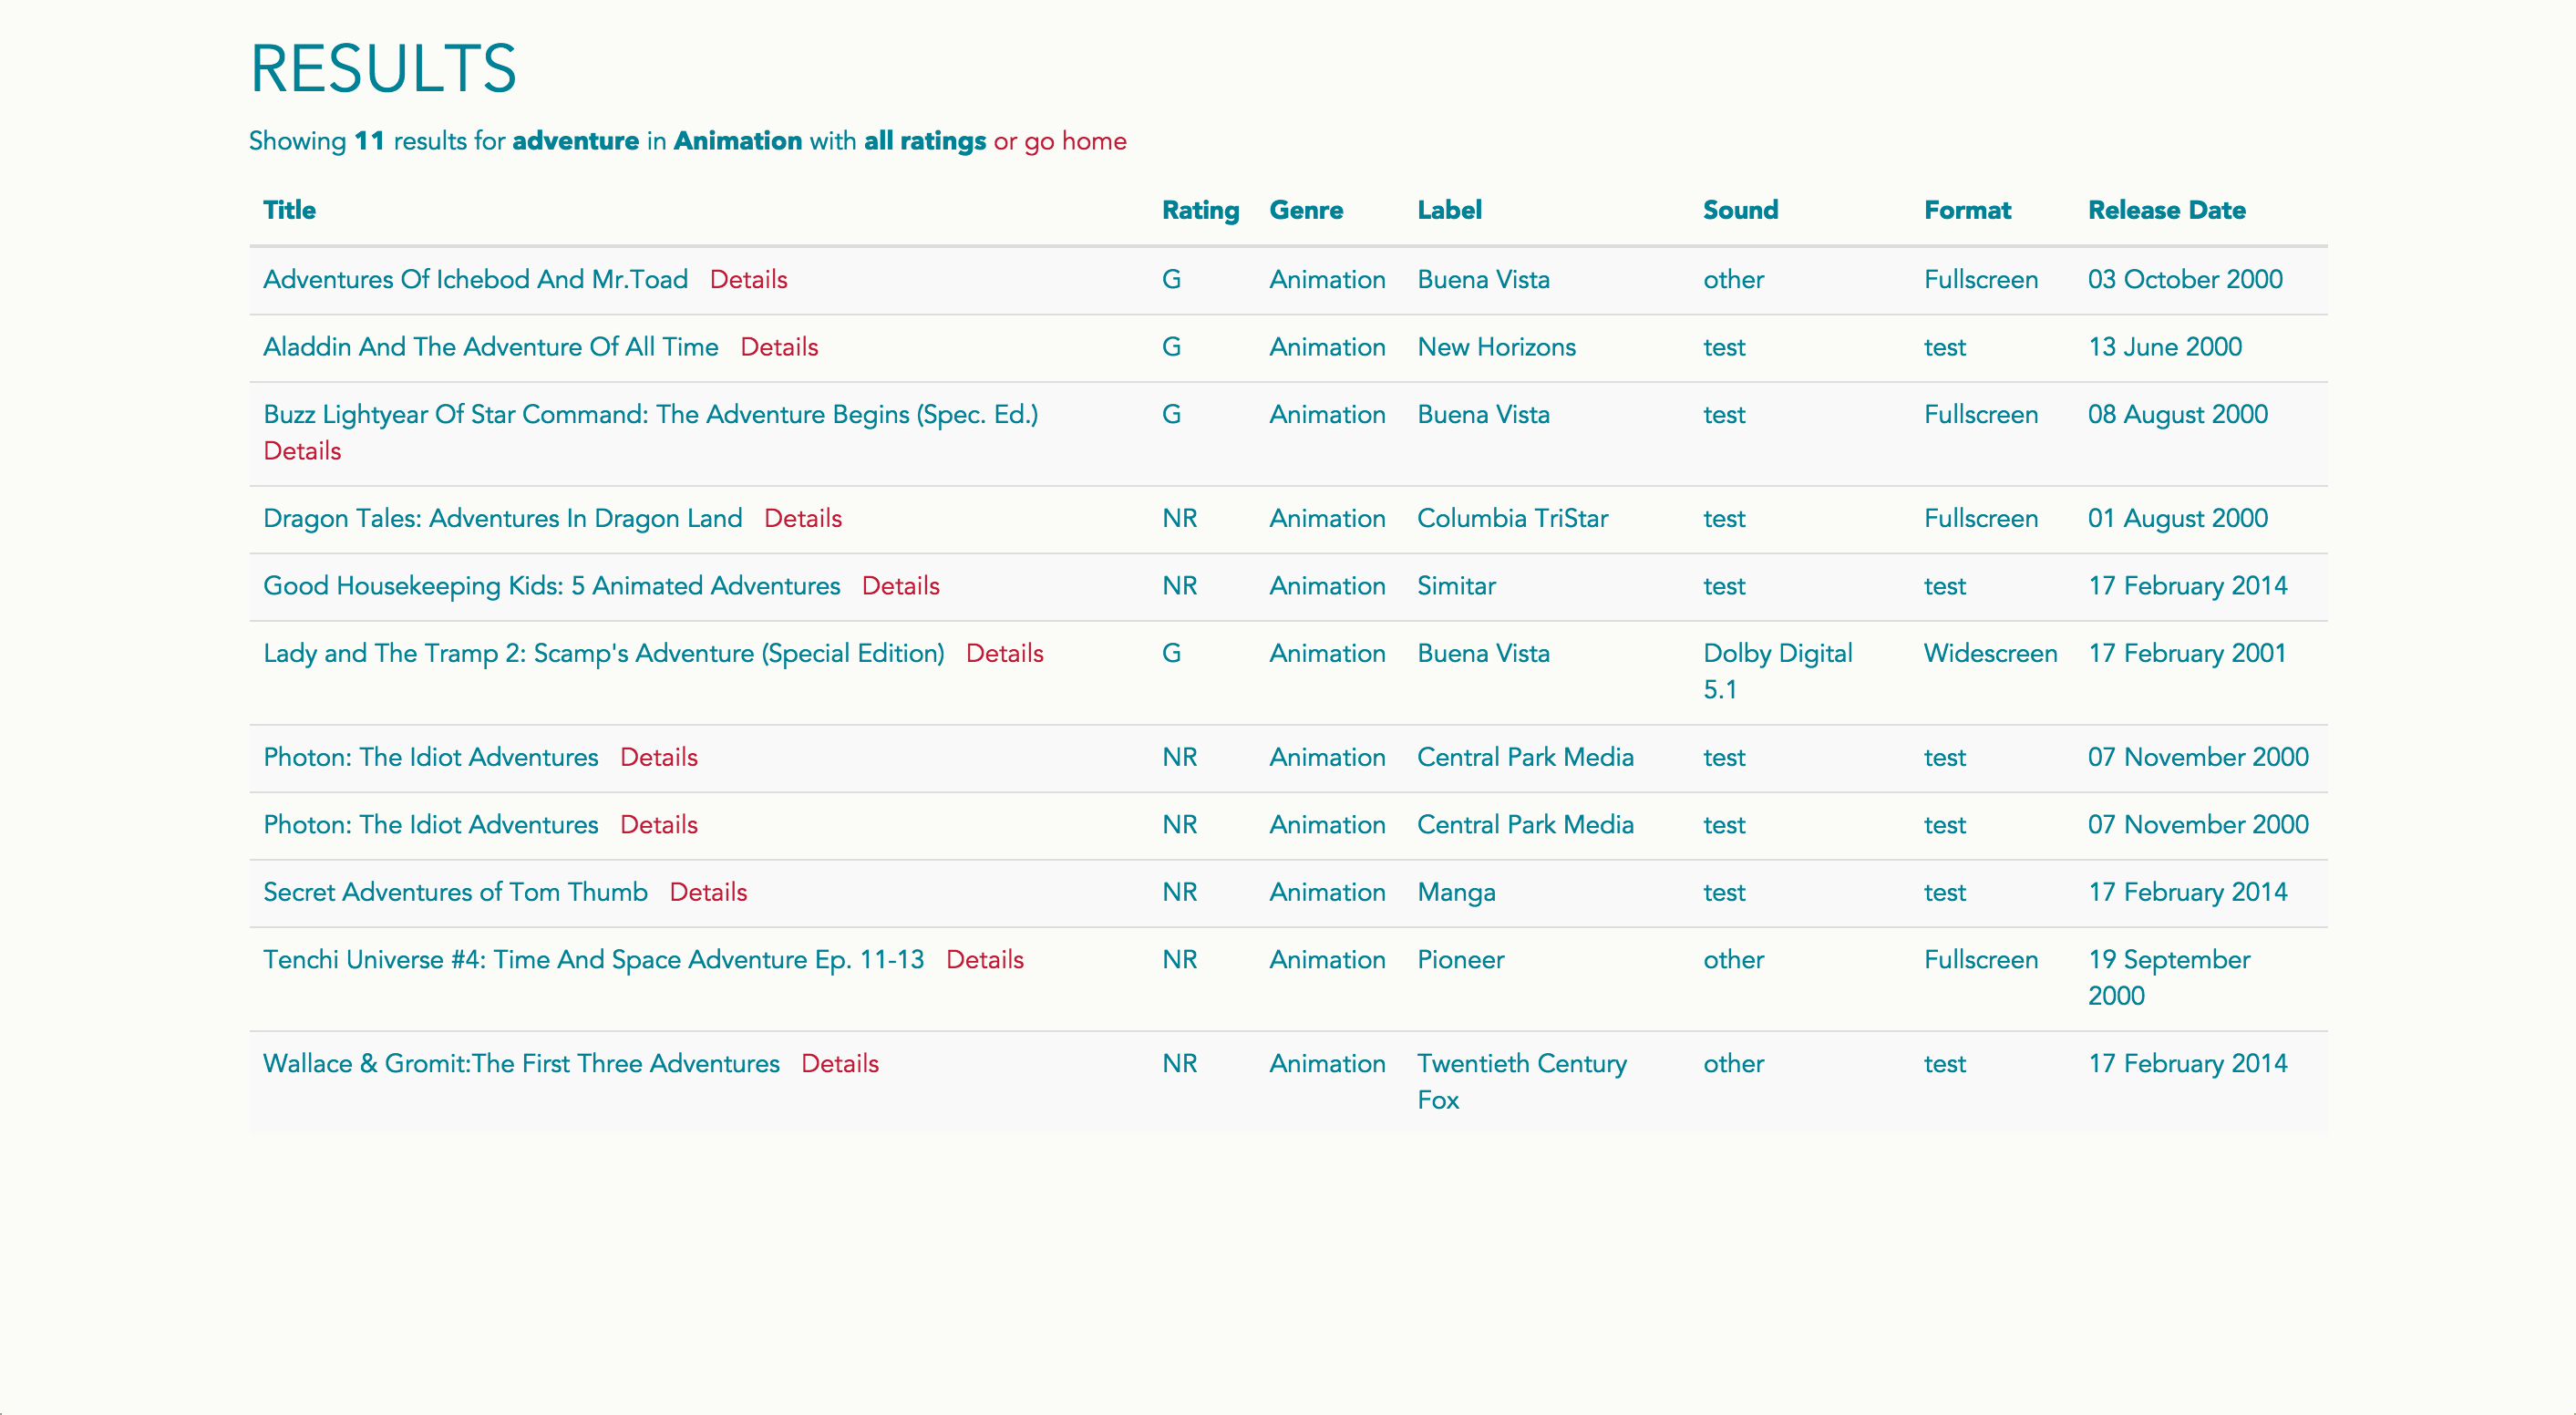 RESULTS
Showing 11 results for adventure in Animation with all ratings or go home
Title Rating Genre Label Sound Format Release Date
Adventures Of Ichebod And Mr.Toad Details G Animation Buena Vista other Fullscreen 03 October 2000
Aladdin And The Adventure Of All Time Details G Animation New Horizons test test 13 June 2000
Buzz Lightyear Of Star Command: The Adventure Begins (Spec. Ed.) G Animation Buena Vista test Fullscreen 08 August 2000
Details
Dragon Tales: Adventures In Dragon Land Details NR Animation Columbia TriStar test Fullscreen 01 August 2000
Good Housekeeping Kids: 5 Animated Adventures Details NR Animation Simitar test test 17 February 2014
Lady and The Tramp 2: Scamp's Adventure (Special Edition) Details G Animation Buena Vista Dolby Digital Widescreen 17 February 2001
5.1
Photon: The Idiot Adventures Details NR Animation Central Park Media test test 07 November 2000
Photon: The Idiot Adventures Details NR Animation Central Park Media test test 07 November 2000
Secret Adventures of Tom Thumb Details NR Animation Manga test test 17 February 2014
Tenchi Universe #4: Time And Space Adventure Ep. 11-13 Details NR Animation Pioneer other Fullscreen 19 September
2000
Wallace & Gromit:The First Three Adventures Details NR Animation Twentieth Century other test 17 February 2014
Fox